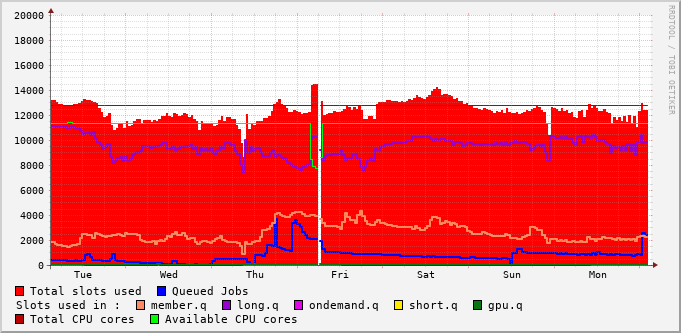 20000
18000
16000
14000
12000
10000
8000
6000
4000
2000
0
Tue Wed Thu Fri Sat Sun Mon
RRDTOOL / TOBI OETIKER
Total slots used Queued Jobs
Slots used in : member.q long.q ondemand.q short.q gpu.q
Total CPU cores Available CPU cores